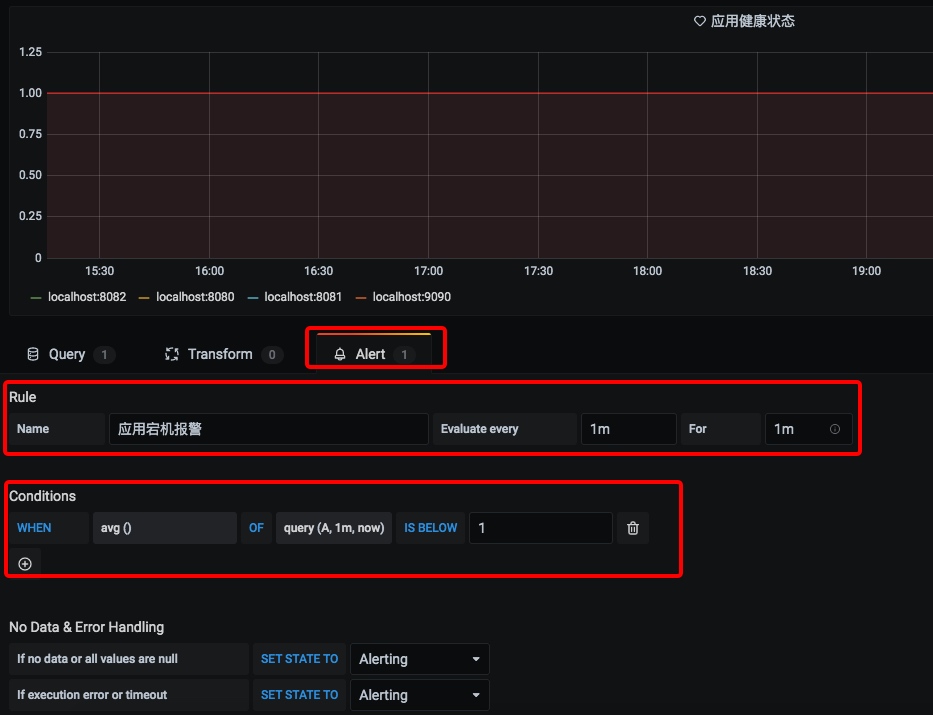 应用健康状态
1.25
1.00
0.75
0.50
0.25
0
15:30 16:00 16:30 17:00 17:30 18:00 18:30 19:00
localhost:8082 localhost:8080 localhost:8081 localhost:9090
Query 1 Transform 0 Alert 1
Rule
Name 应用宕机报警 Evaluate every 1m For 1m
Conditions
WHEN avg () OF query (A, 1m, now) IS BELOW 1
No Data & Error Handling
If no data or all values are null SET STATE TO Alerting
If execution error or timeout SET STATE TO Alerting